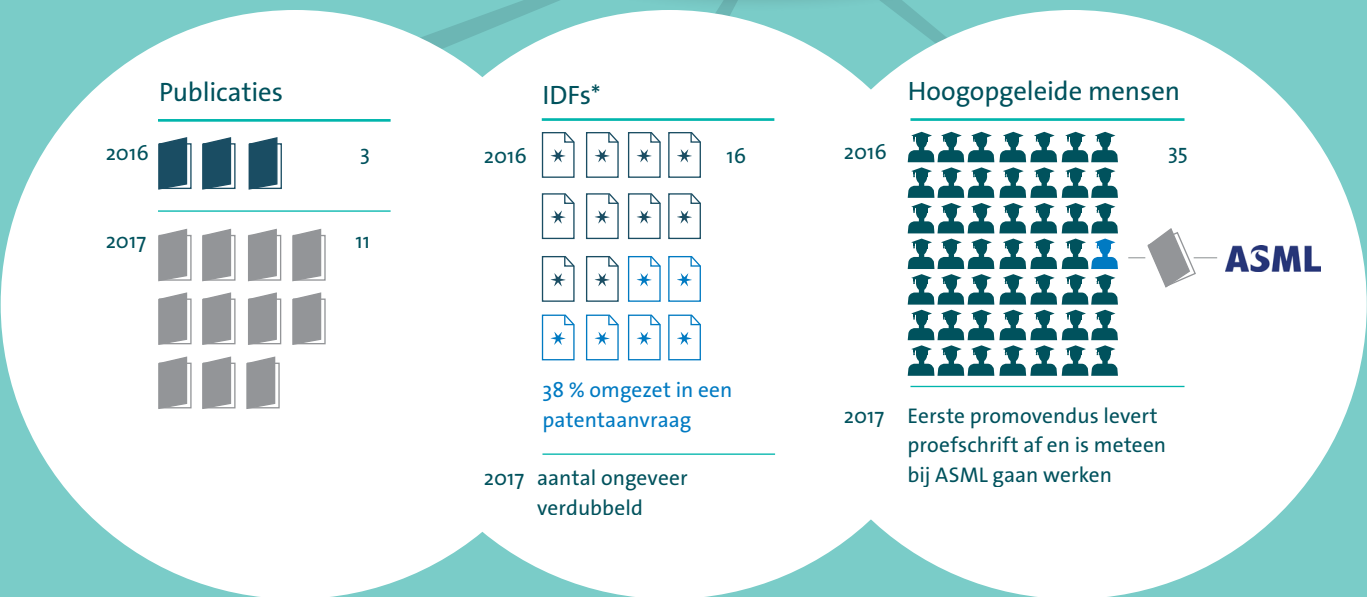 Publicaties
2016
3
2017
11
IDFs*
2016
16
38 % omgezet in een
patentaanvraag
2017 aantal ongeveer
verdubbeld
Hoogopgeleide mensen
2016
35
ASML
2017 Eerste promovendus levert
proefschrift af en is meteen
bij ASML gaan werken